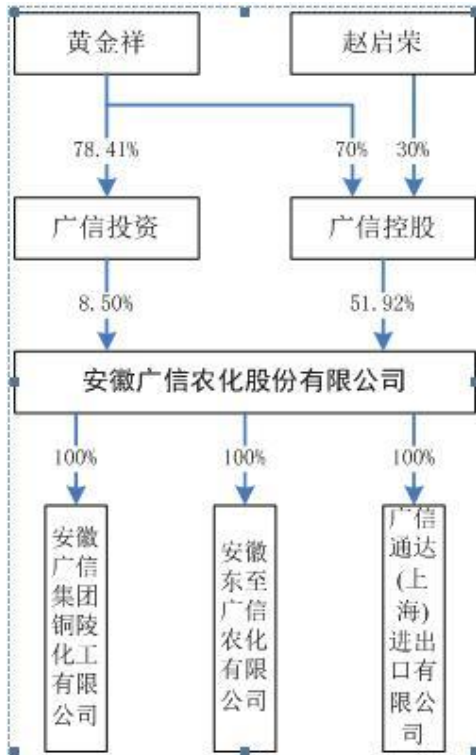 黄金祥
赵启荣
78.41%
70%
30%
广信投资
广信控股
8.50%
51.92%
安徽广信农化股份有限公司
100%
100%
100%
安徽
广信
集团
铜陵
化工
有限
公司
安徽
东至
广信
农化
有限
公司
广信
通达
(上
海)
进出
口有
限公
司